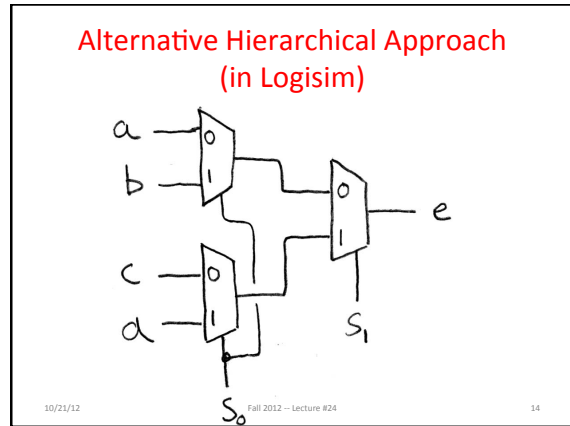 Alternative Hierarchical Approach
(in Logisim)
a
0
b
1
0
e
1
c
0
d
1
S1
S0
10/21/12
Fall 2012 -- Lecture #24
14